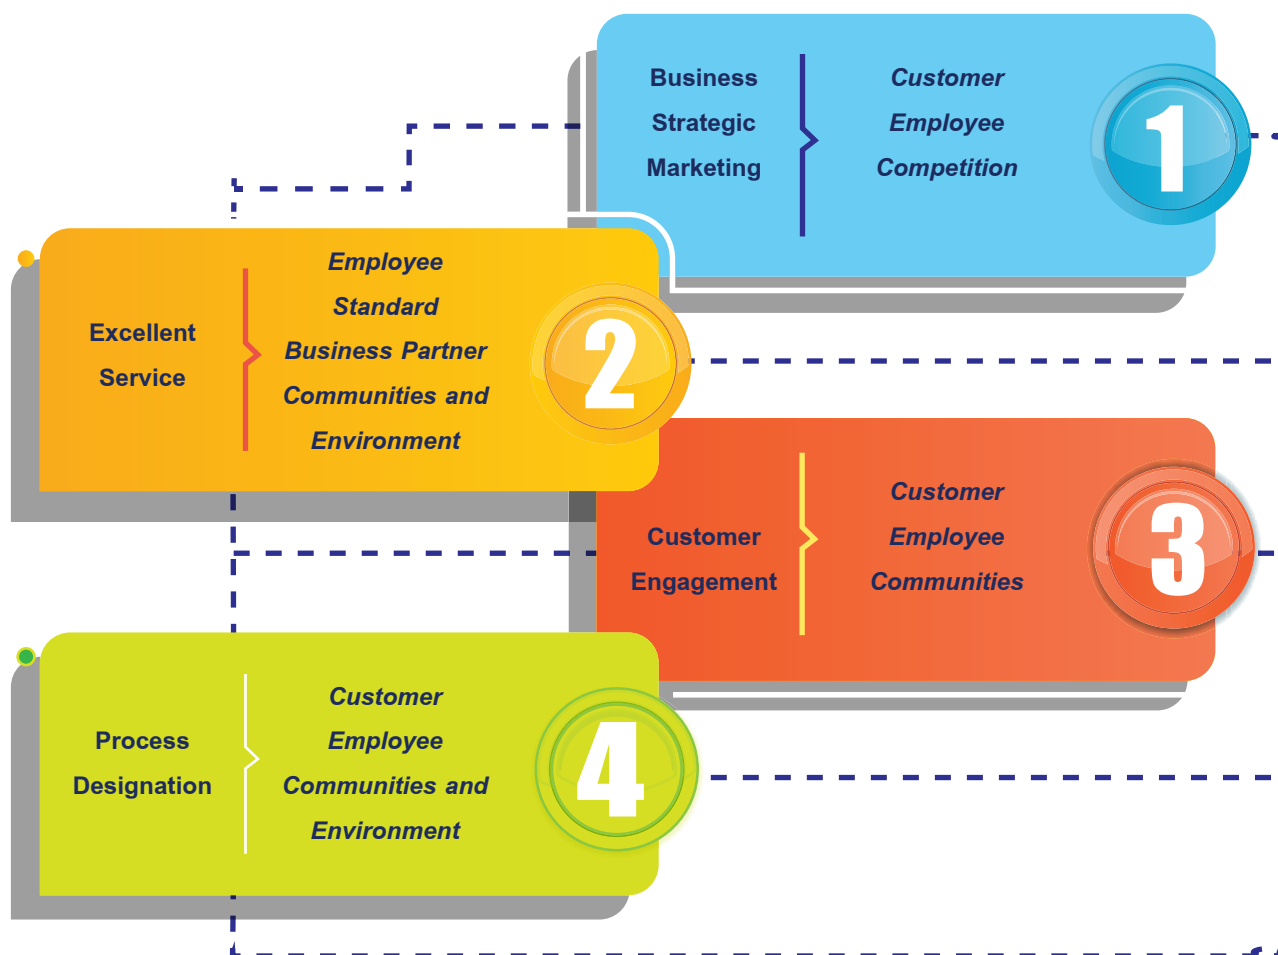 Business
Strategic
Marketing
Customer
Employee
Competition
1
Excellent
Service
Employee
Standard
Business Partner
Communities and
Environment
2
Customer
Engagement
Customer
Employee
Communities
3
Process
Designation
Customer
Employee
Communities and
Environment
4